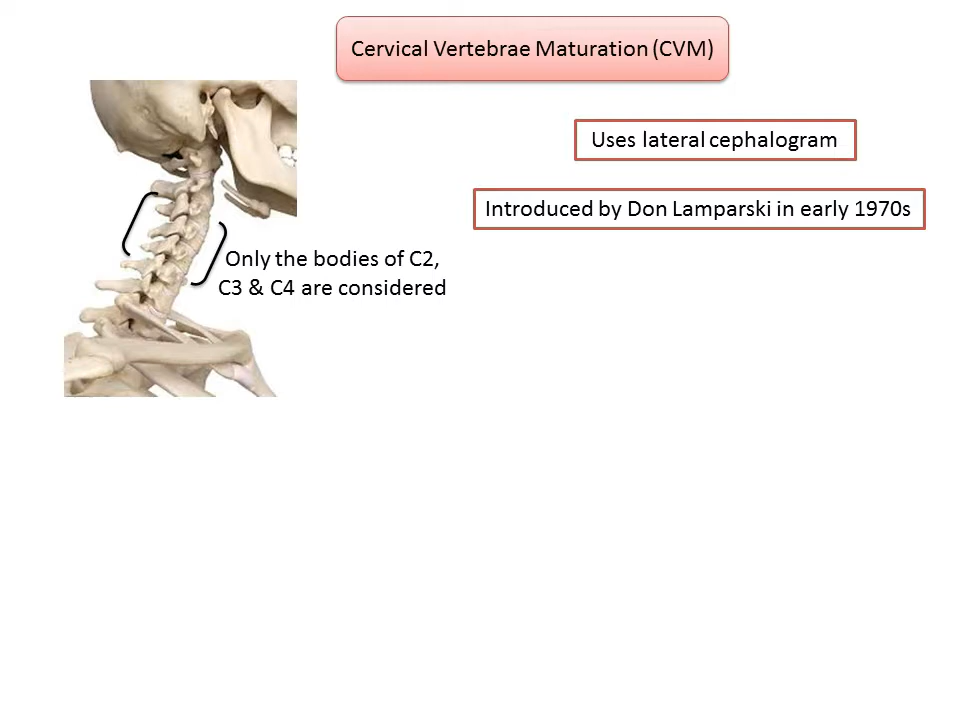 Cervical Vertebrae Maturation (CVM)
Uses lateral cephalogram
Introduced by Don Lamparski in early 1970s
Only the bodies of C2,
C3 & C4 are considered